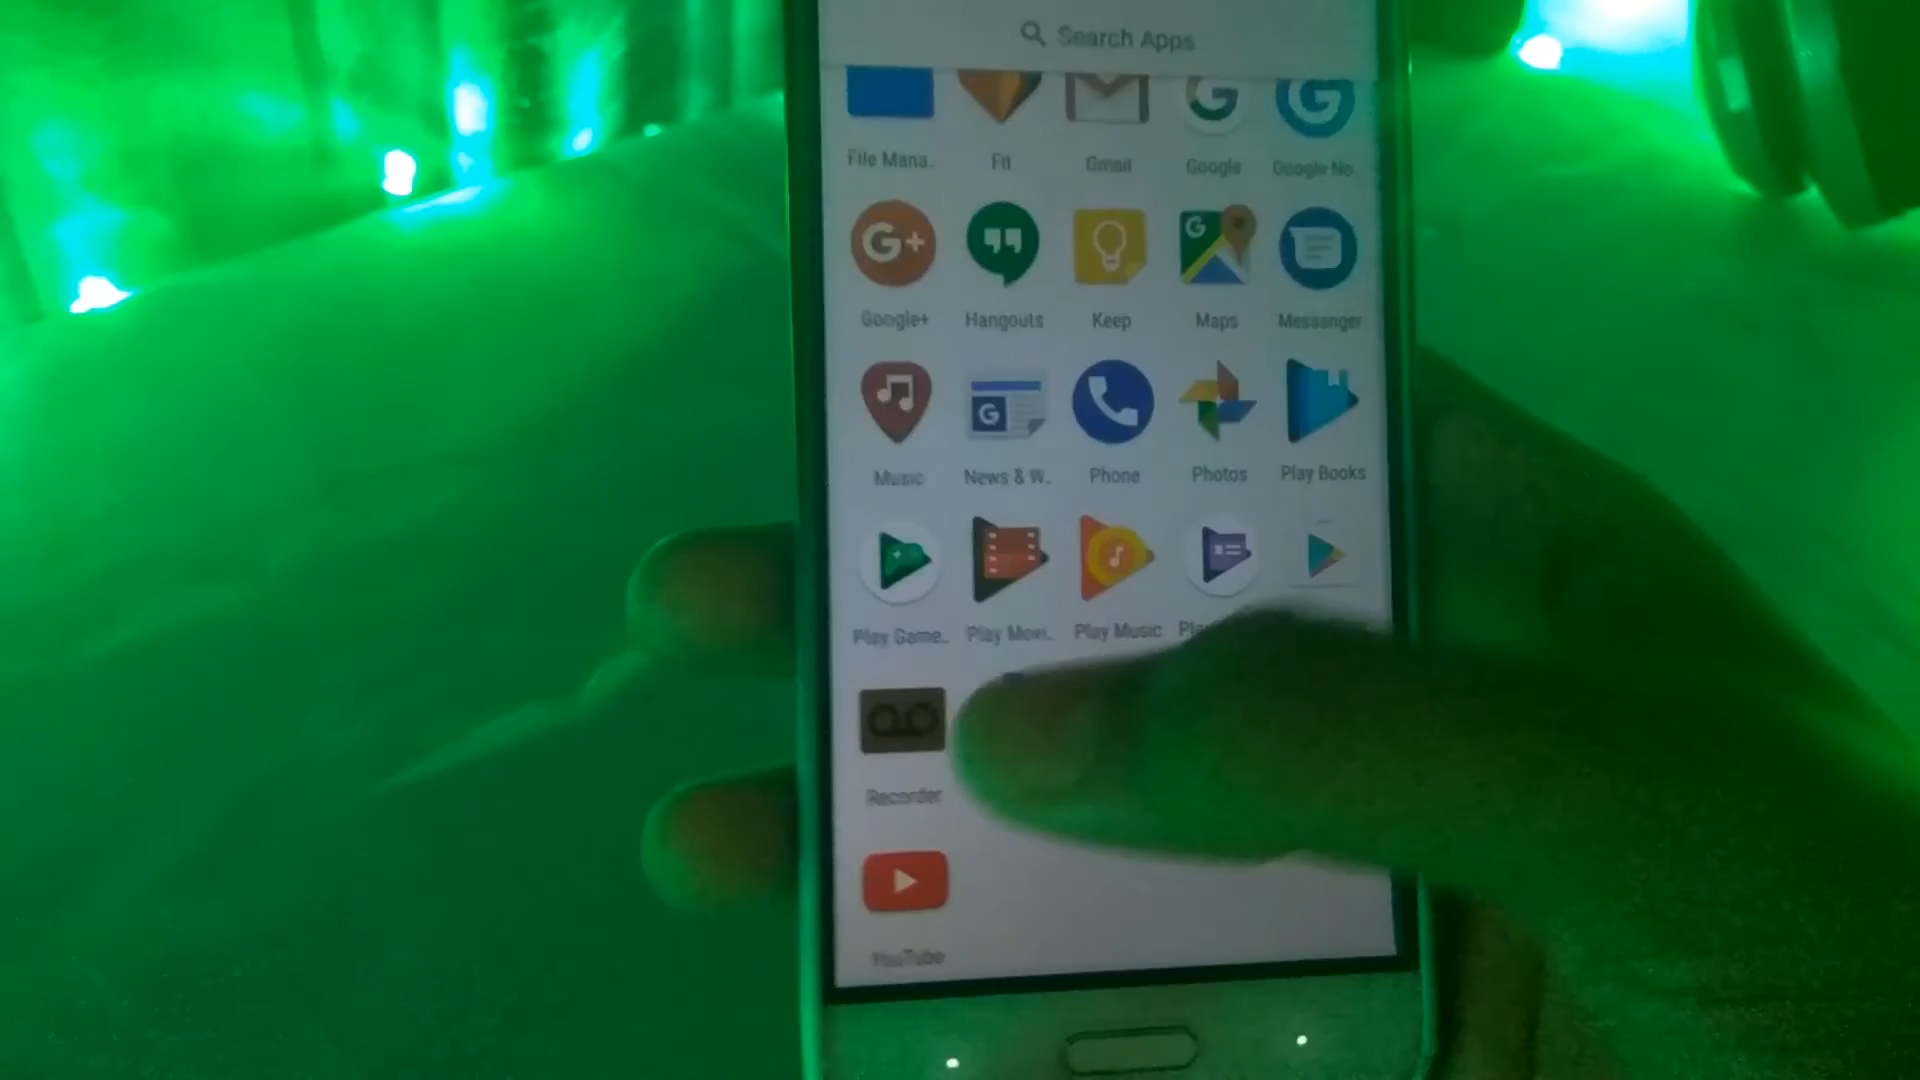 Search Apps
File Mana.. Fit Gmail Google Google No..
Google+ Hangouts Keep Maps Messenger
Music News & W.. Phone Photos Play Books
Play Game.. Play Movi.. Play Music
Recorder
YouTube